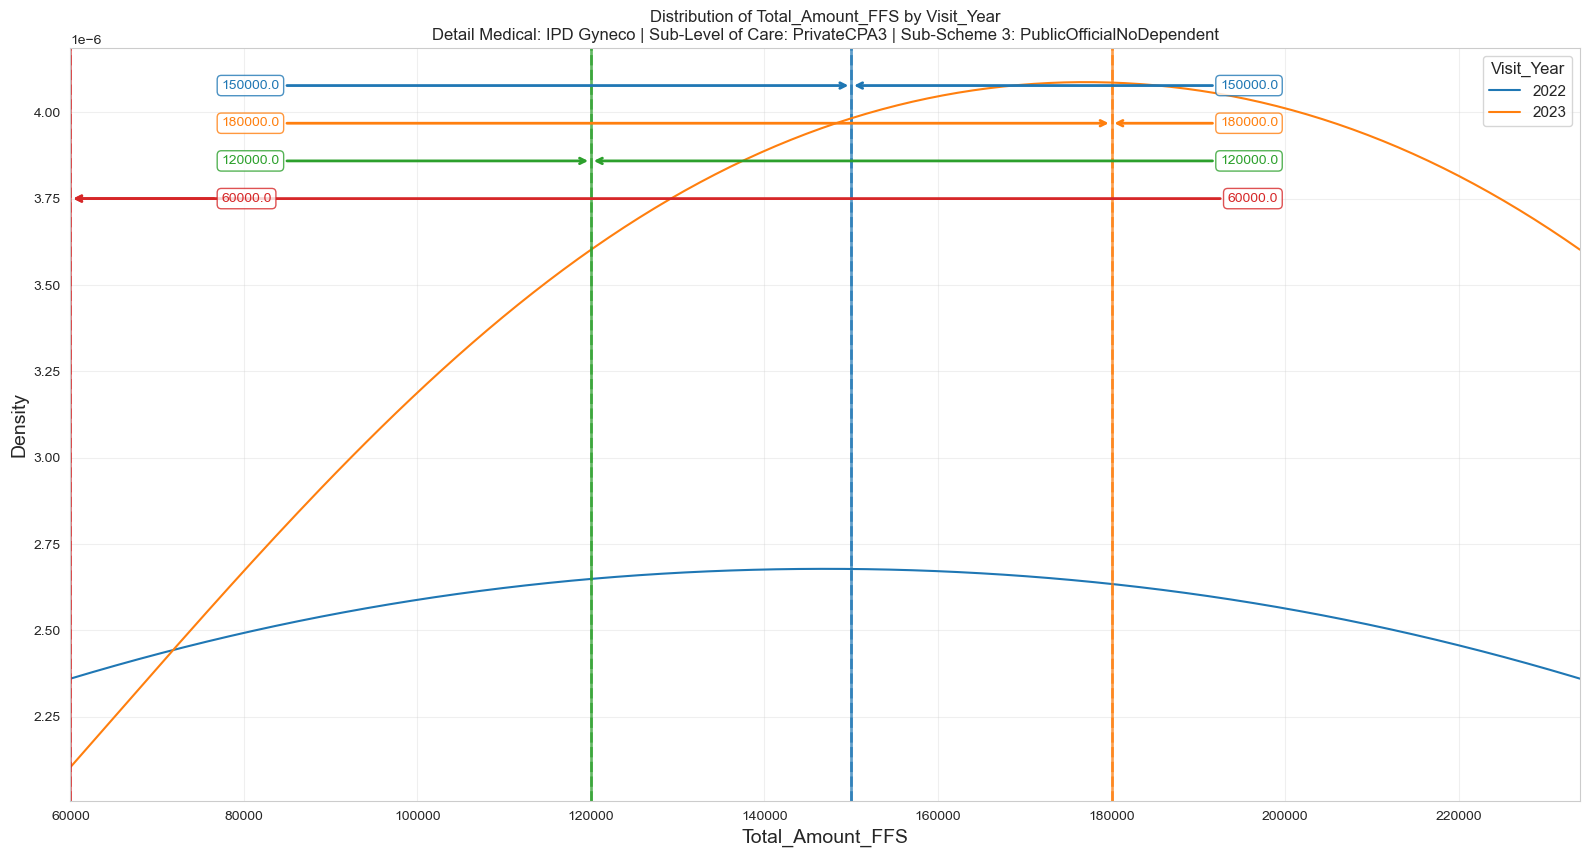 Distribution of Total_Amount_FFS by Visit_Year
Detail Medical: IPD Gyneco | Sub-Level of Care: PrivateCPA3 | Sub-Scheme 3: PublicOfficialNoDependent
1e−6
Visit_Year
2022
2023
150000.0 150000.0
180000.0 180000.0
120000.0 120000.0
60000.0 60000.0
4.00
3.75
3.50
3.25
3.00
2.75
2.50
2.25
Density
60000 80000 100000 120000 140000 160000 180000 200000 220000
Total_Amount_FFS